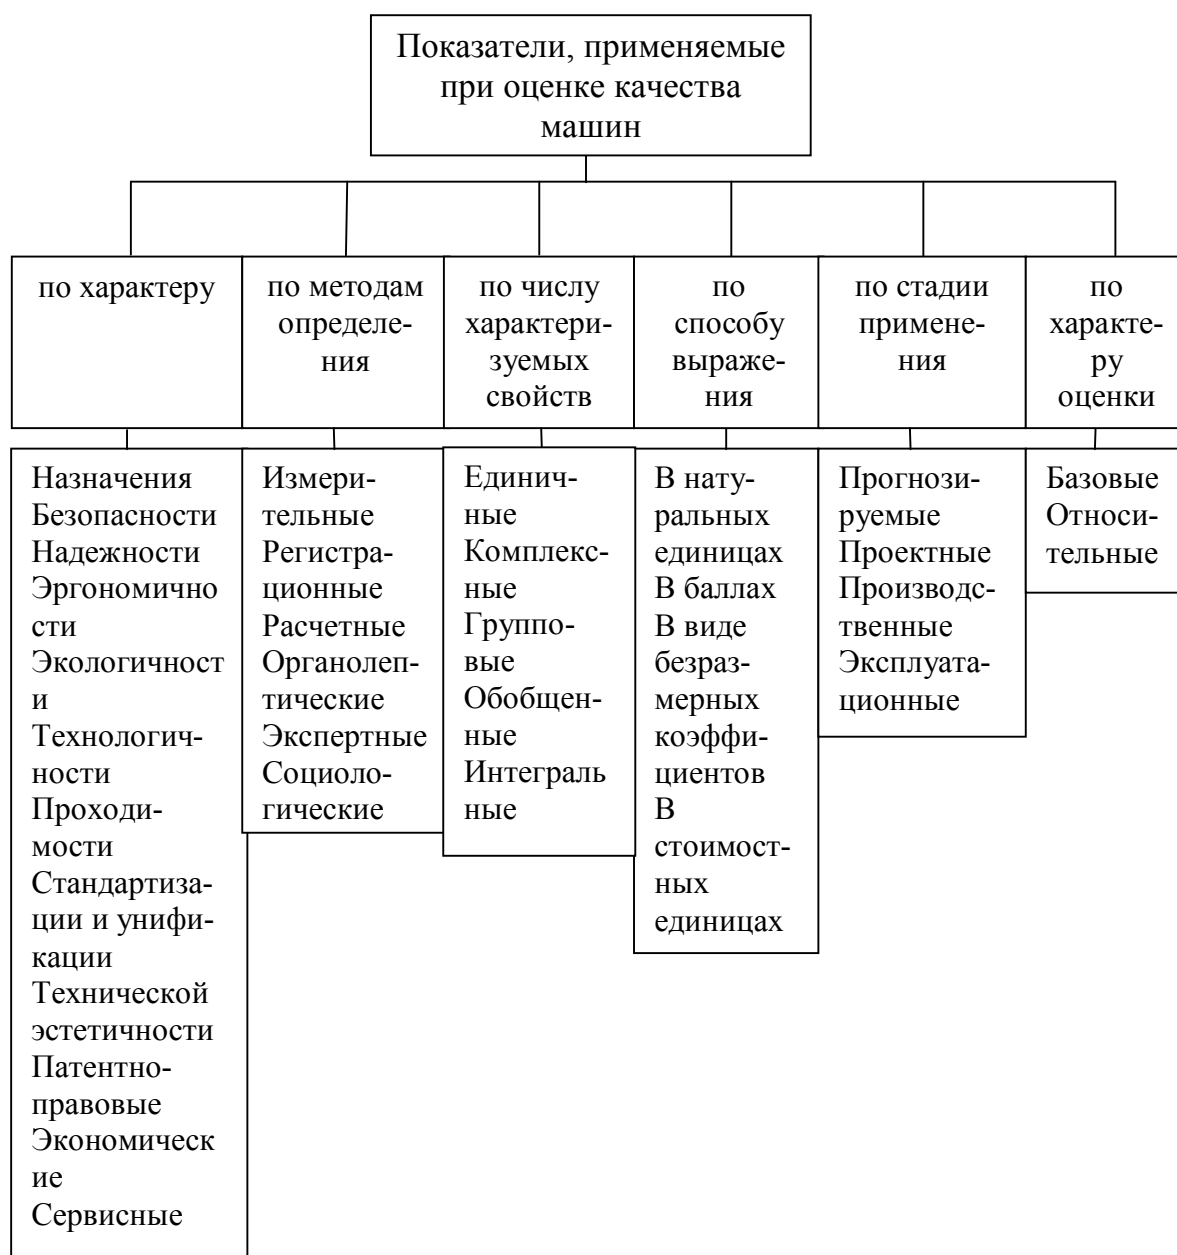 Показатели, применяемые
при оценке качества
машин
по характеру
по методам
определе-
ния
по числу
характери-
зуемых
свойств
по
способу
выраже-
ния
по стадии
примене-
ния
по
характе-
ру
оценки
Назначения
Безопасности
Надежности
Эргономично
сти
Экологичност
и
Технологич-
ности
Проходи-
мости
Стандартиза-
ции и унифи-
кации
Технической
эстетичности
Патентно-
правовые
Экономическ
ие
Сервисные
Измери-
тельные
Регистра-
ционные
Расчетные
Органолеп-
тические
Экспертные
Социоло-
гические
Единич-
ные
Комплекс-
ные
Группо-
вые
Обобщен-
ные
Интеграль
ные
В нату-
ральных
единицах
В баллах
В виде
безраз-
мерных
коэффи-
циентов
В
стоимост-
ных
единицах
Прогнози-
руемые
Проектные
Производс-
твенные
Эксплуата-
ционные
Базовые
Относи-
тельные